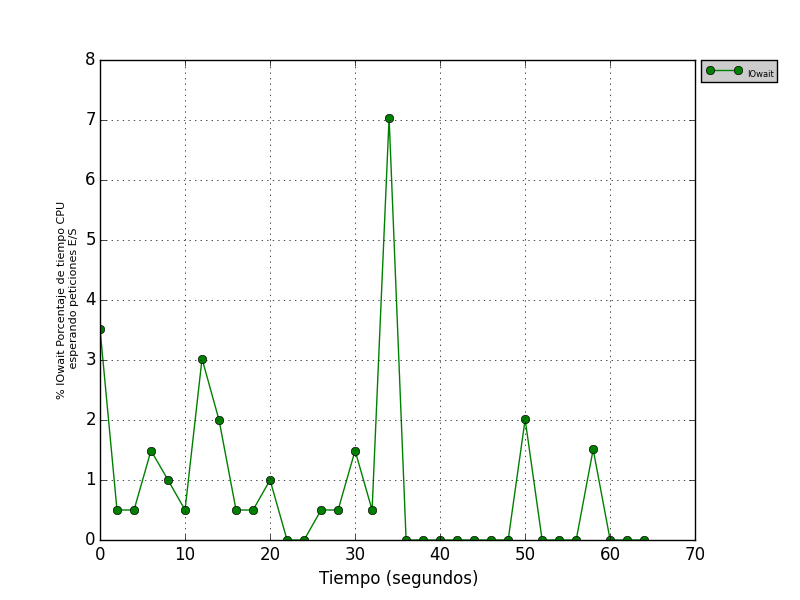 8
7
6
5
4
3
2
1
0
% IOwait Porcentaje de tiempo CPU
esperando peticiones E/S
0 10 20 30 40 50 60 70
Tiempo (segundos)
IOwait